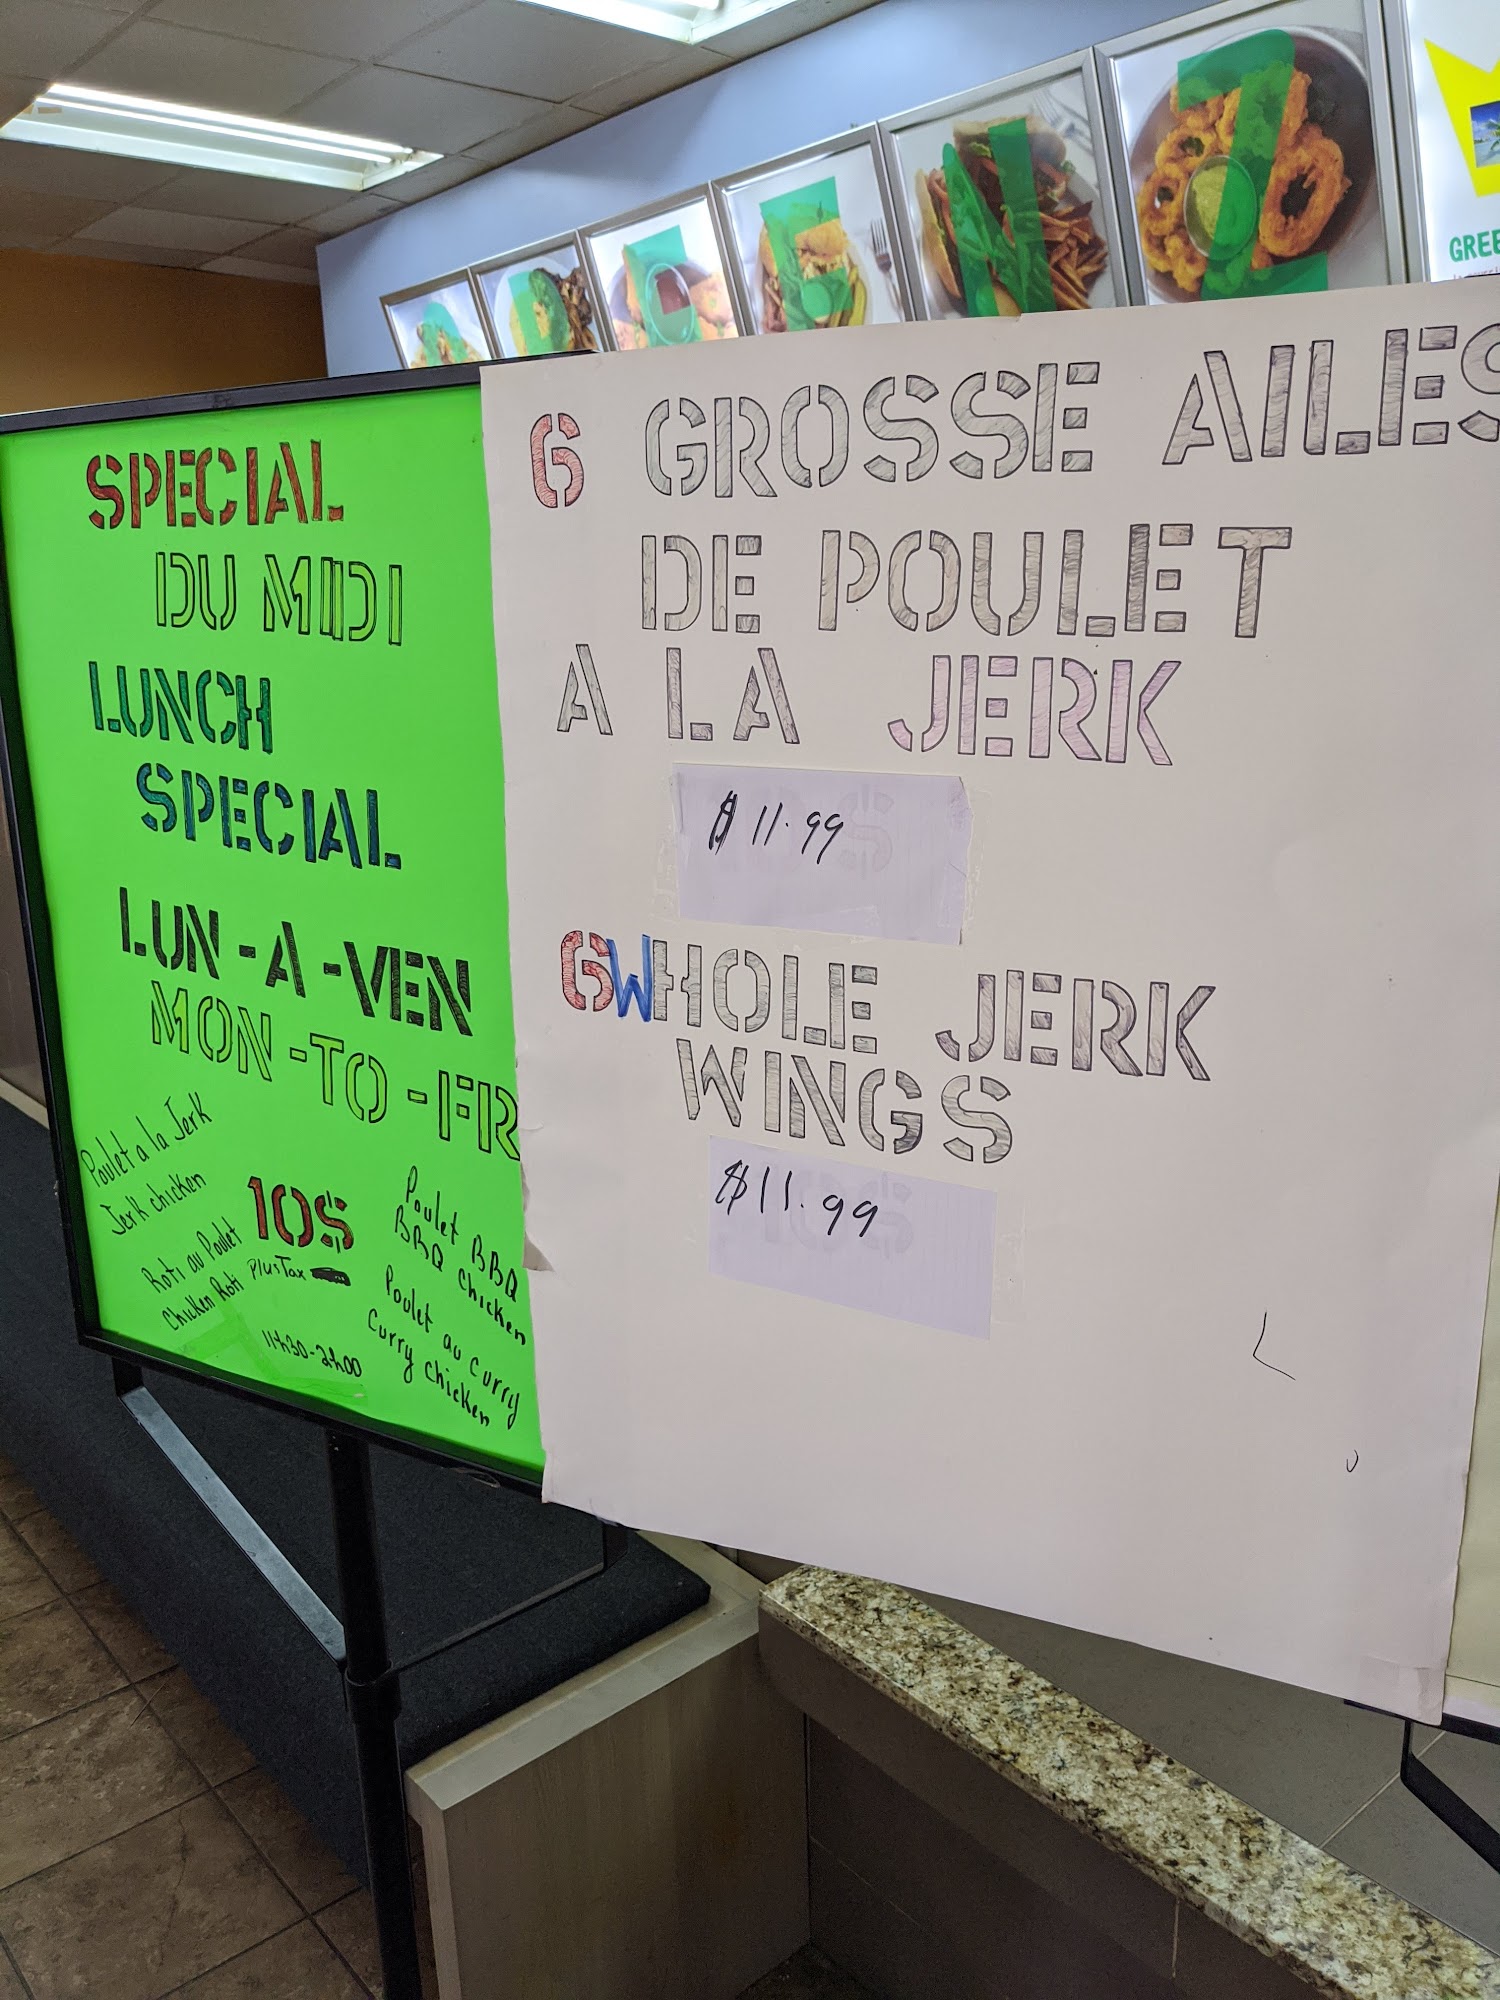 SPECIAL
DU MIDI
LUNCH
SPECIAL
LUN-A-VEN
MON-TO-FR
Poulet a la Jerk
Jerk chicken
Roti au Poulet
Chicken Roti
10$
Plus Tax
11h30-2h00
Poulet BBQ
BBQ Chicken
Poulet au Curry
Curry chicken
6 GROSSE AILES
DE POULET
A LA JERK
$11.99
6 WHOLE JERK
WINGS
$11.99
GREE